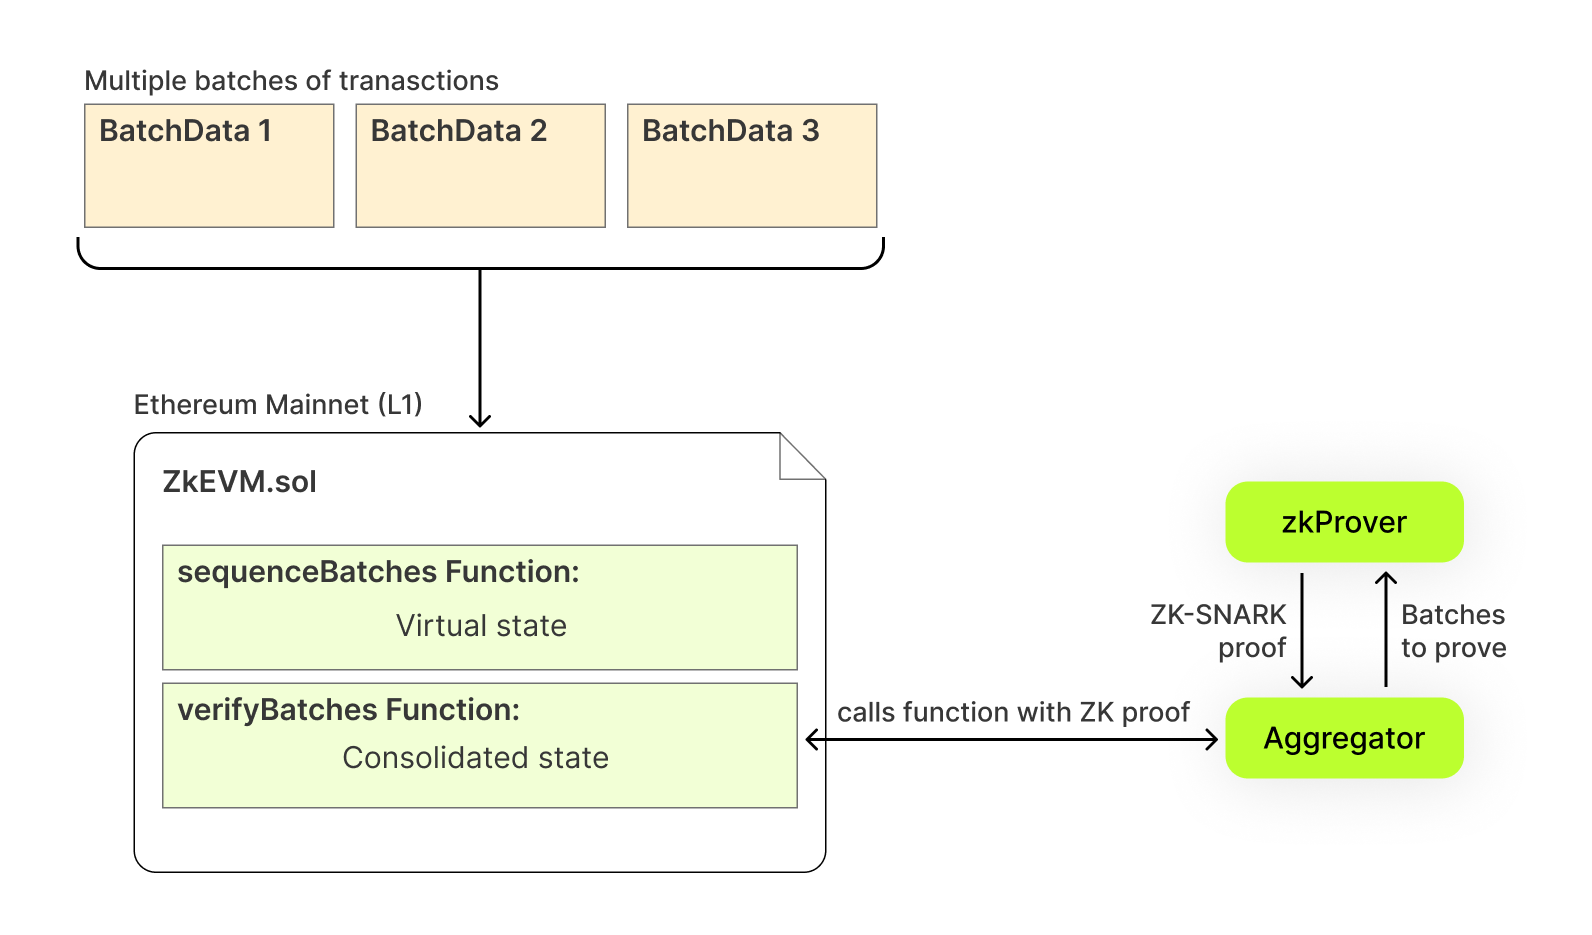 Multiple batches of tranasctions
BatchData 1
BatchData 2
BatchData 3
Ethereum Mainnet (L1)
ZkEVM.sol
sequenceBatches Function:
Virtual state
verifyBatches Function:
Consolidated state
calls function with ZK proof
zkProver
ZK-SNARK
proof
Batches
to prove
Aggregator